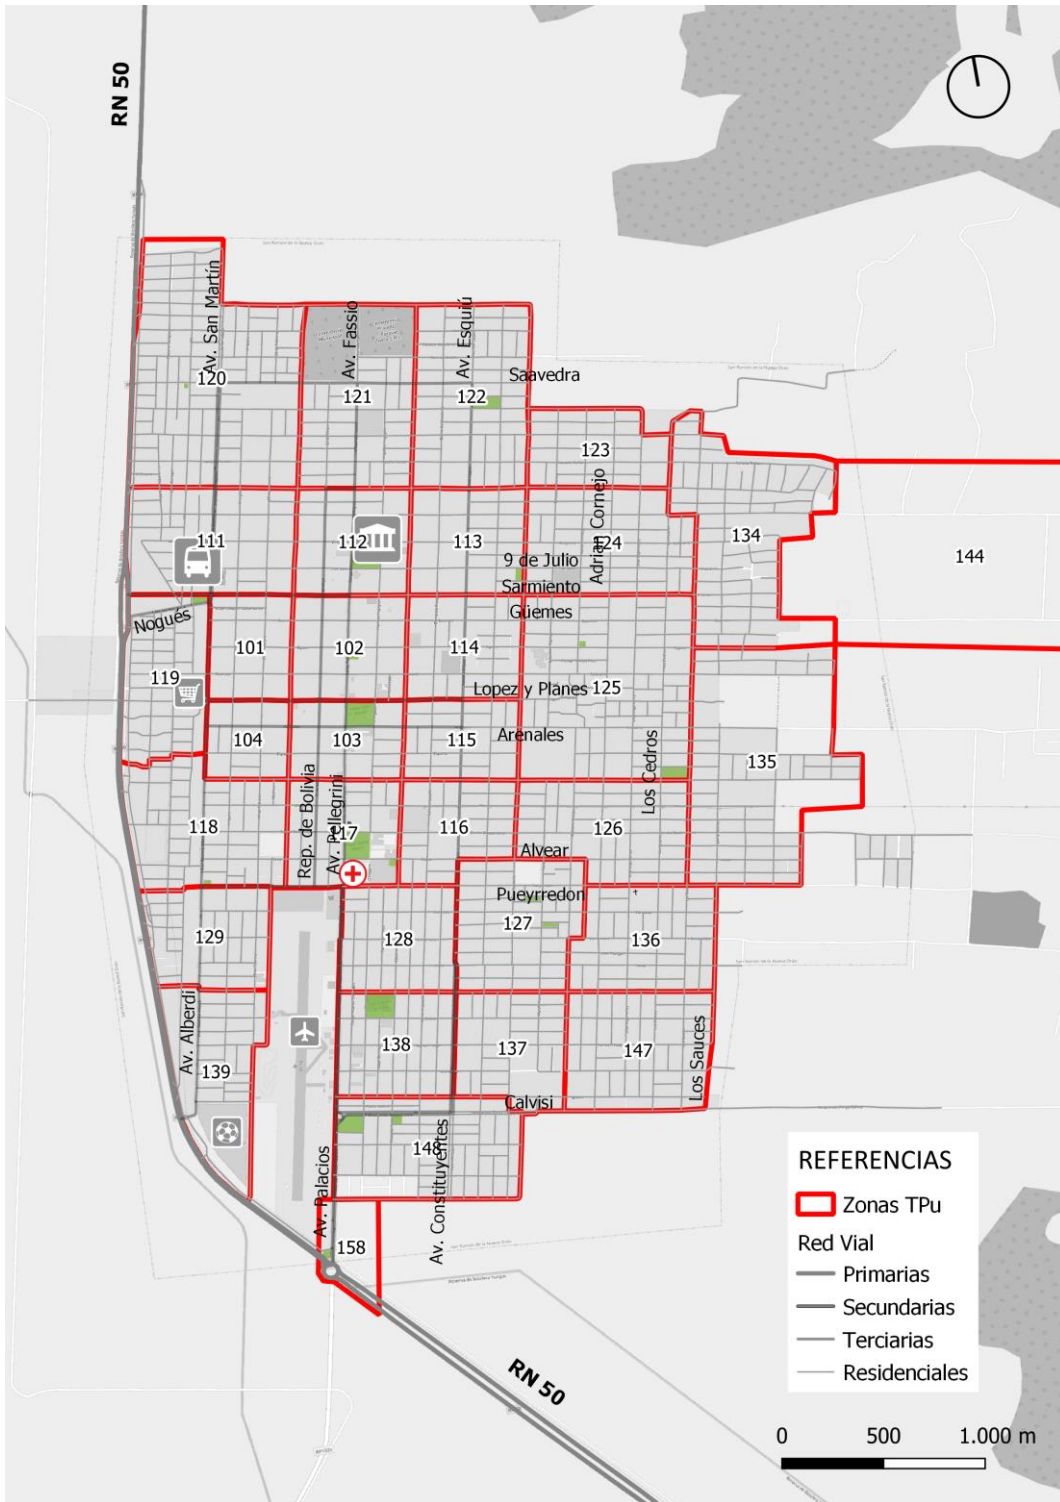 RN 50
Av. San Martín
Av. Fassio
Av. Esquiú
Saavedra
120
121
122
123
Adrian Cornejo
134
144
111
112
113
124
9 de Julio
Sarmiento
Güemes
Nogués
101
102
114
119
Lopez y Planes
125
104
103
115
Arenales
Los Cedros
135
Rep. de Bolivia
Av. Pellegrini
118
117
116
126
Alvear
Pueyrredon
127
129
128
136
Av. Alberdi
138
137
147
Los Sauces
139
Calvisi
148
Av. Palacios
Av. Constituyentes
158
RN 50
REFERENCIAS
Zonas TPu
Red Vial
Primarias
Secundarias
Terciarias
Residenciales
0 500 1.000 m